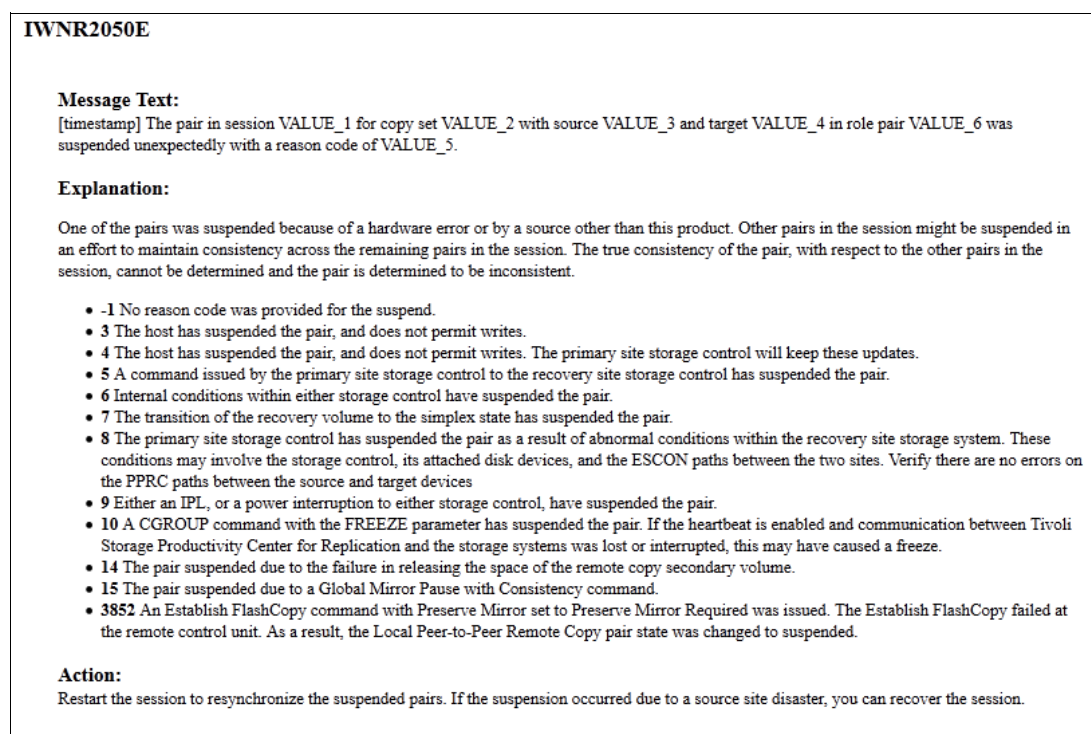 IWNR2050E
Message Text:
[timestamp] The pair in session VALUE_1 for copy set VALUE_2 with source VALUE_3 and target VALUE_4 in role pair VALUE_6 was
suspended unexpectedly with a reason code of VALUE_5.
Explanation:
One of the pairs was suspended because of a hardware error or by a source other than this product. Other pairs in the session might be suspended in
an effort to maintain consistency across the remaining pairs in the session. The true consistency of the pair, with respect to the other pairs in the
session, cannot be determined and the pair is determined to be inconsistent.
• -1 No reason code was provided for the suspend.
• 3 The host has suspended the pair, and does not permit writes.
• 4 The host has suspended the pair, and does not permit writes. The primary site storage control will keep these updates.
• 5 A command issued by the primary site storage control to the recovery site storage control has suspended the pair.
• 6 Internal conditions within either storage control have suspended the pair.
• 7 The transition of the recovery volume to the simplex state has suspended the pair.
• 8 The primary site storage control has suspended the pair as a result of abnormal conditions within the recovery site storage system. These
conditions may involve the storage control, its attached disk devices, and the ESCON paths between the two sites. Verify there are no errors on
the PPRC paths between the source and target devices
• 9 Either an IPL, or a power interruption to either storage control, have suspended the pair.
• 10 A CGROUP command with the FREEZE parameter has suspended the pair. If the heartbeat is enabled and communication between Tivoli
Storage Productivity Center for Replication and the storage systems was lost or interrupted, this may have caused a freeze.
• 14 The pair suspended due to the failure in releasing the space of the remote copy secondary volume.
• 15 The pair suspended due to a Global Mirror Pause with Consistency command.
• 3852 An Establish FlashCopy command with Preserve Mirror set to Preserve Mirror Required was issued. The Establish FlashCopy failed at
the remote control unit. As a result, the Local Peer-to-Peer Remote Copy pair state was changed to suspended.
Action:
Restart the session to resynchronize the suspended pairs. If the suspension occurred due to a source site disaster, you can recover the session.